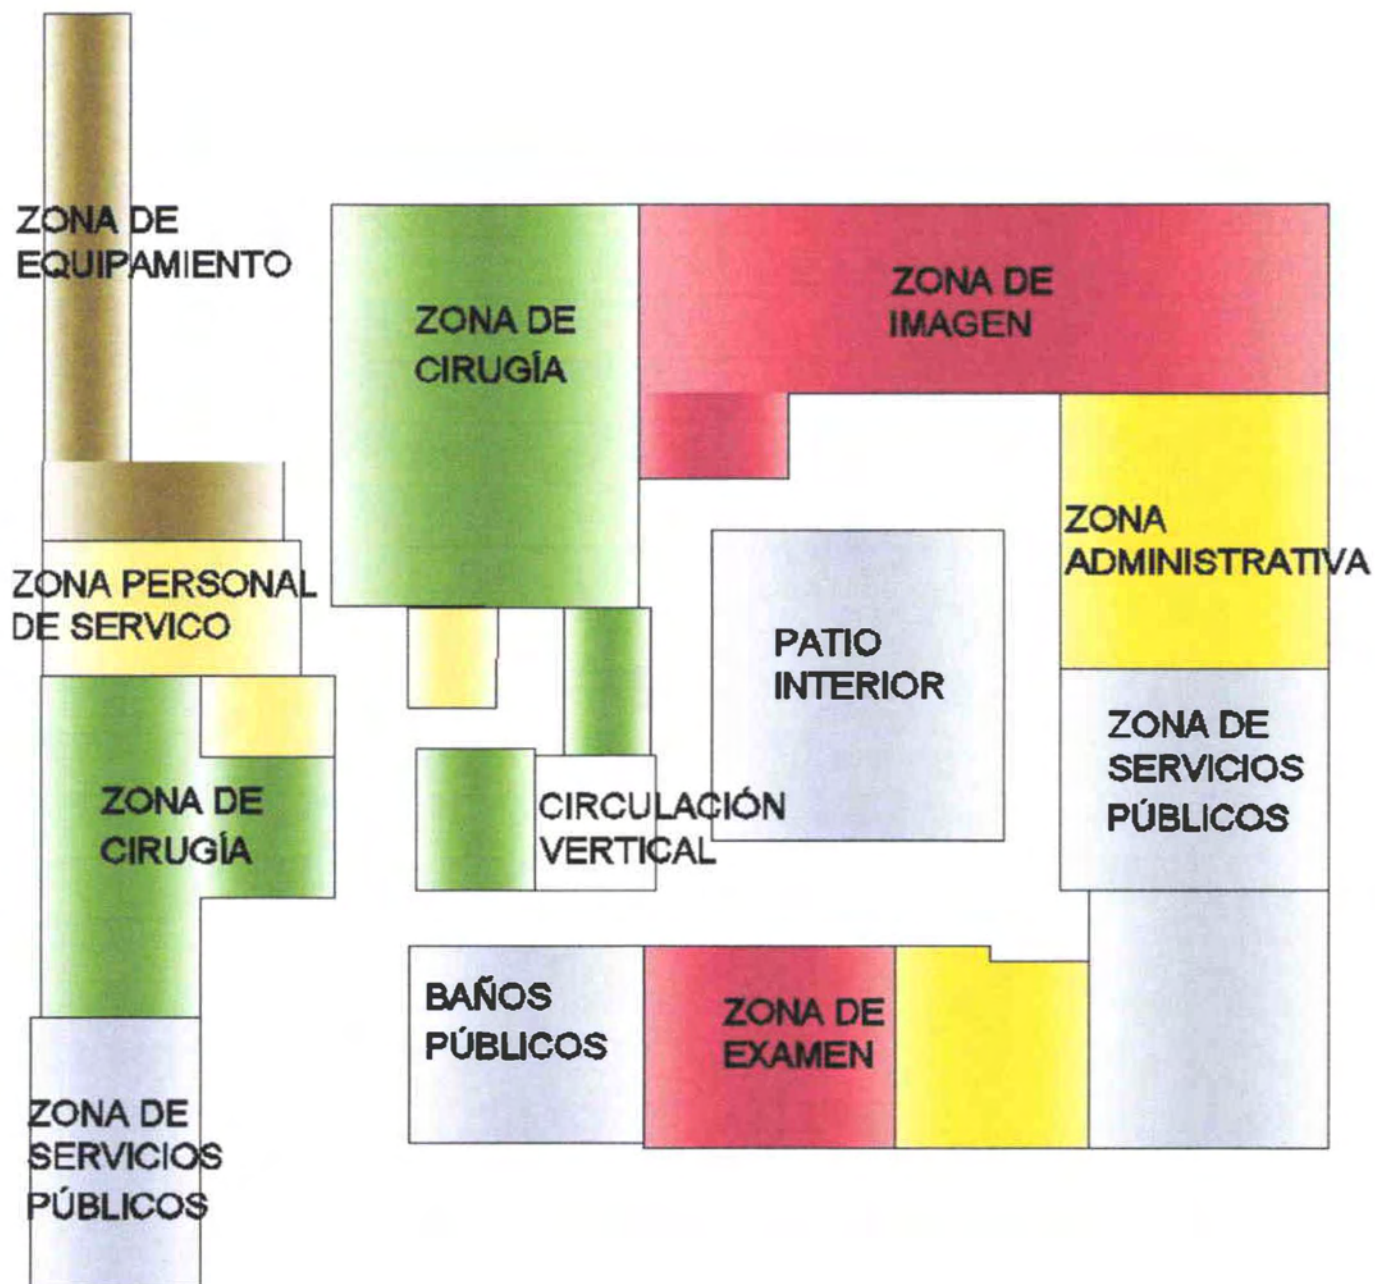 ZONA DE
EQUIPAMIENTO
ZONA DE
CIRUGÍA
ZONA DE
IMAGEN
ZONA
ADMINISTRATIVA
ZONA PERSONAL
DE SERVICO
PATIO
INTERIOR
ZONA DE
SERVICIOS
PÚBLICOS
ZONA DE
CIRUGÍA
CIRCULACIÓN
VERTICAL
BAÑOS
PÚBLICOS
ZONA DE
EXAMEN
ZONA DE
SERVICIOS
PÚBLICOS